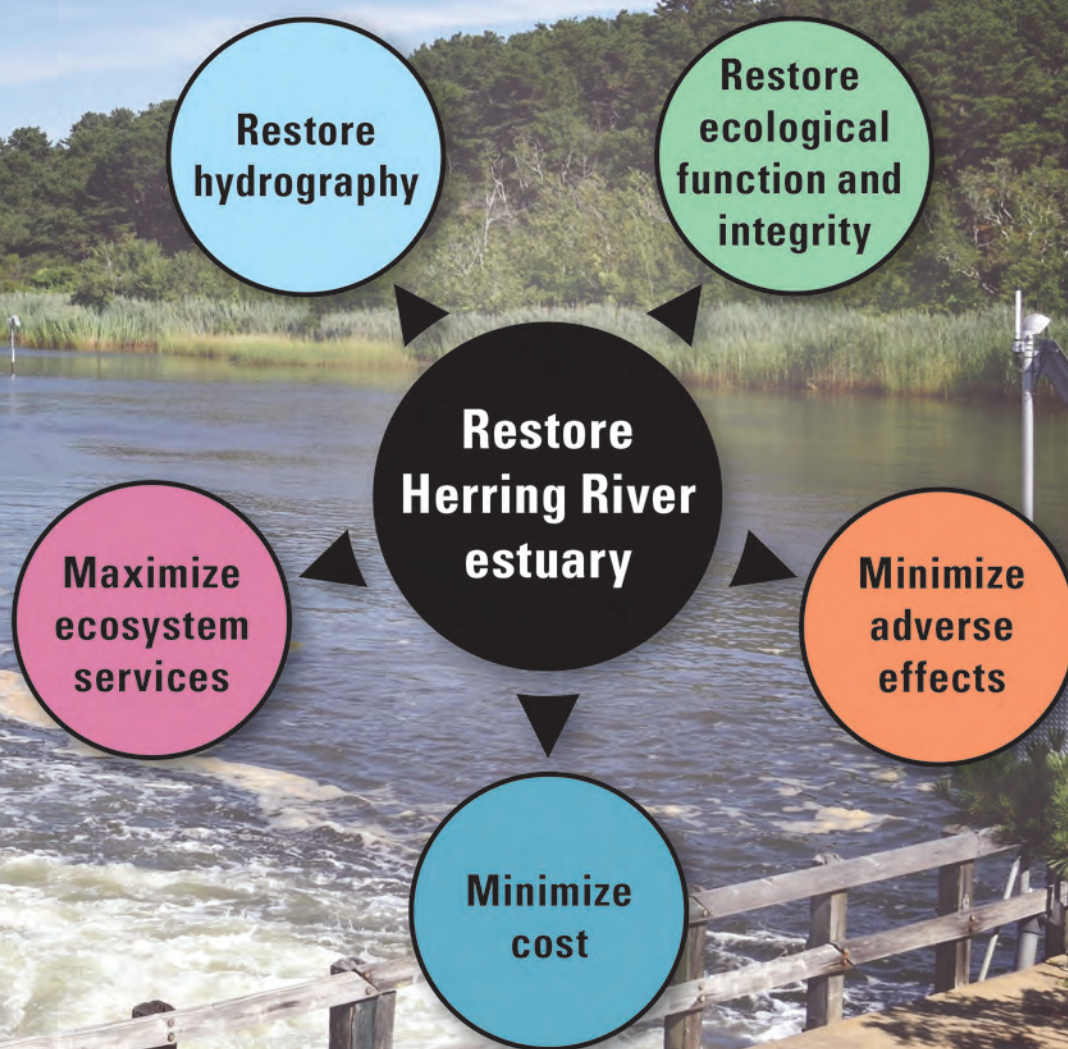 Restore
hydrography
Restore
ecological
function and
integrity
Restore
Herring River
estuary
Maximize
ecosystem
services
Minimize
adverse
effects
Minimize
cost